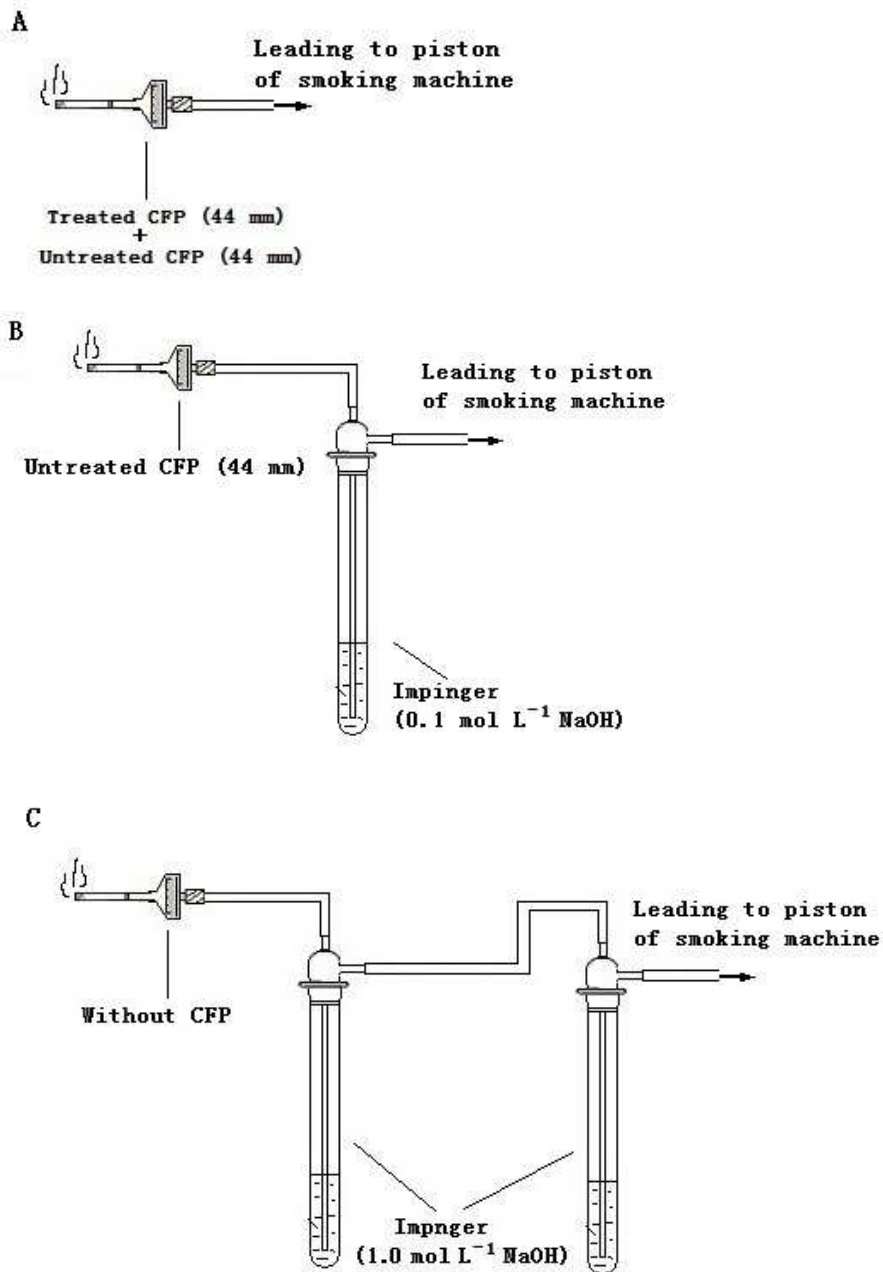 A
Leading to piston
of smoking machine
Treated CFP (44 mm)
+
Untreated CFP (44 mm)
B
Leading to piston
of smoking machine
Untreated CFP (44 mm)
Impinger
(0.1 mol L⁻¹ NaOH)
C
Leading to piston
of smoking machine
Without CFP
Impnger
(1.0 mol L⁻¹ NaOH)